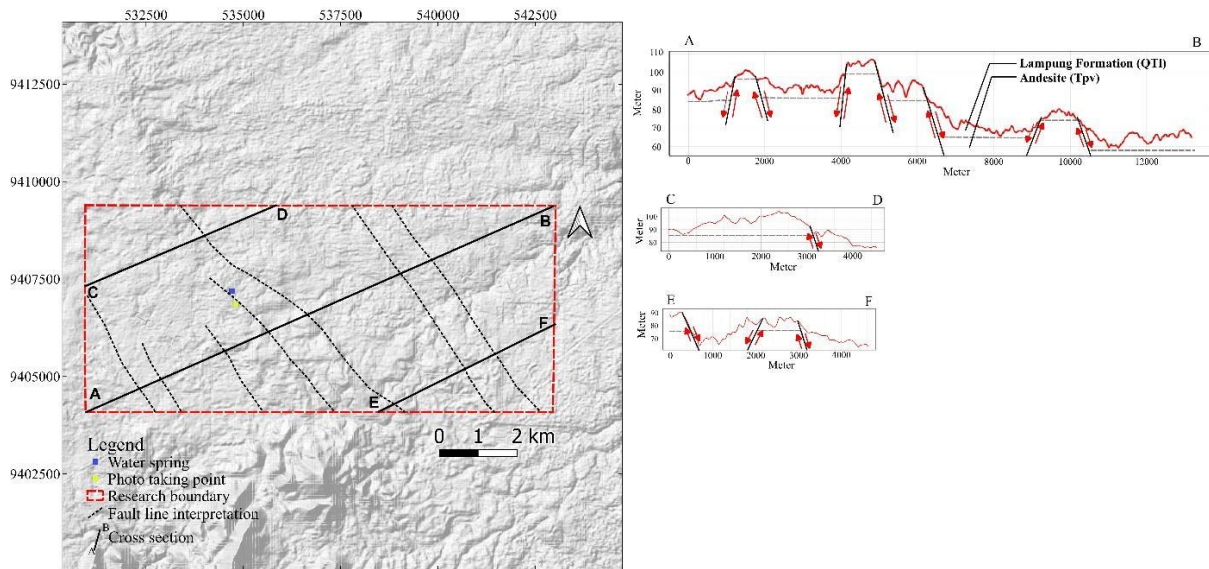 532500 535000 537500 540000 542500
9412500
9410000
9407500
9405000
9402500
D
B
C
F
A
E
0 1 2 km
Legend
Water spring
Photo taking point
Research boundary
Fault line interpretation
B
Cross section
A
A
B
110
100
90
80
70
60
Meter
Lampung Formation (QTl)
Andesite (Tpv)
0 2000 4000 6000 8000 10000 12000
Meter
C
D
100
90
80
Meter
0 1000 2000 3000 4000
Meter
E
F
90
80
70
Meter
0 1000 2000 3000 4000
Meter